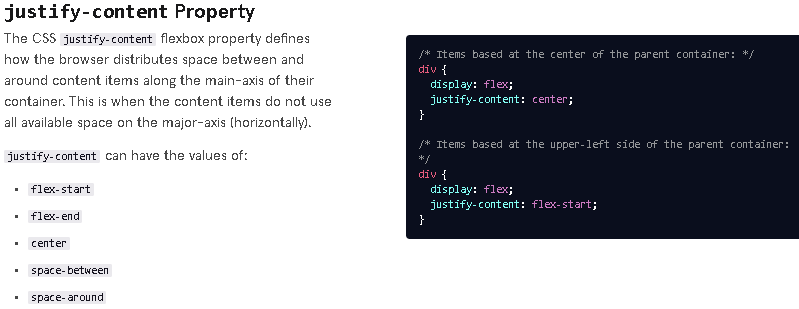 justify-content Property
The CSS justify-content flexbox property defines
how the browser distributes space between and
around content items along the main-axis of their
container. This is when the content items do not use
all available space on the major-axis (horizontally).
justify-content can have the values of:
• flex-start
• flex-end
• center
• space-between
• space-around
/* Items based at the center of the parent container: */
div {
  display: flex;
  justify-content: center;
}
/* Items based at the upper-left side of the parent container:
*/
div {
  display: flex;
  justify-content: flex-start;
}